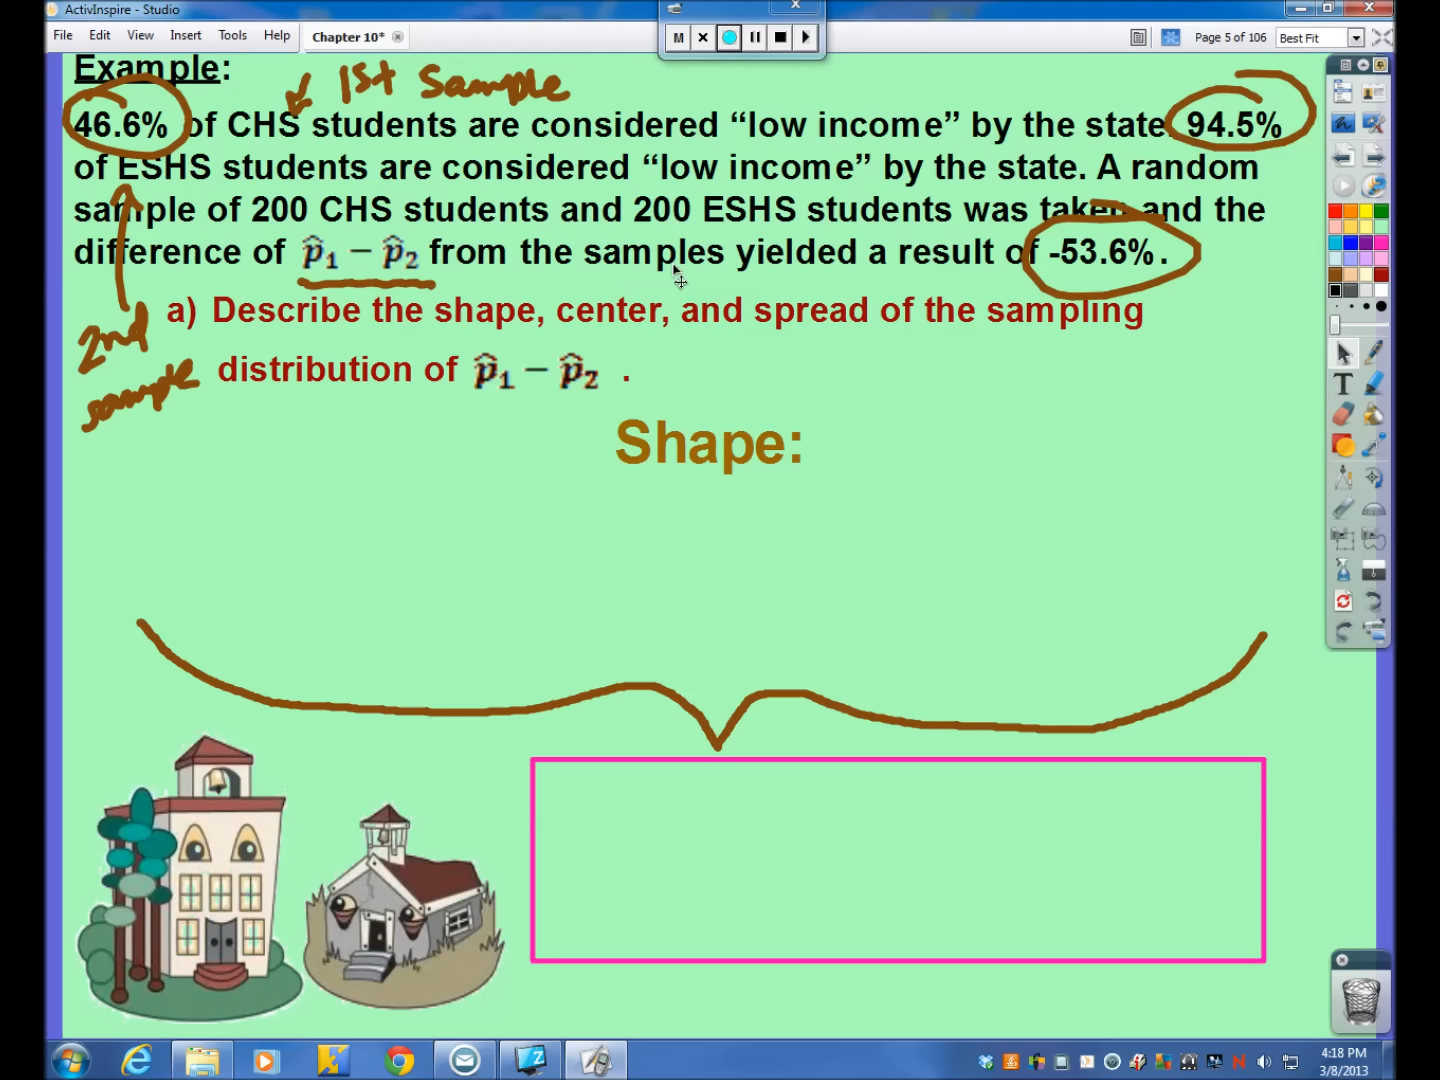 ActivInspire - Studio
File Edit View Insert Tools Help Chapter 10* Page 5 of 106 Best Fit
Example:
1st Sample
46.6% of CHS students are considered “low income” by the state. 94.5%
of ESHS students are considered “low income” by the state. A random
sample of 200 CHS students and 200 ESHS students was taken and the
difference of p̂₁ − p̂₂ from the samples yielded a result of -53.6%.
2nd
sample
a) Describe the shape, center, and spread of the sampling
distribution of p̂₁ − p̂₂ .
Shape:
4:18 PM
3/8/2013